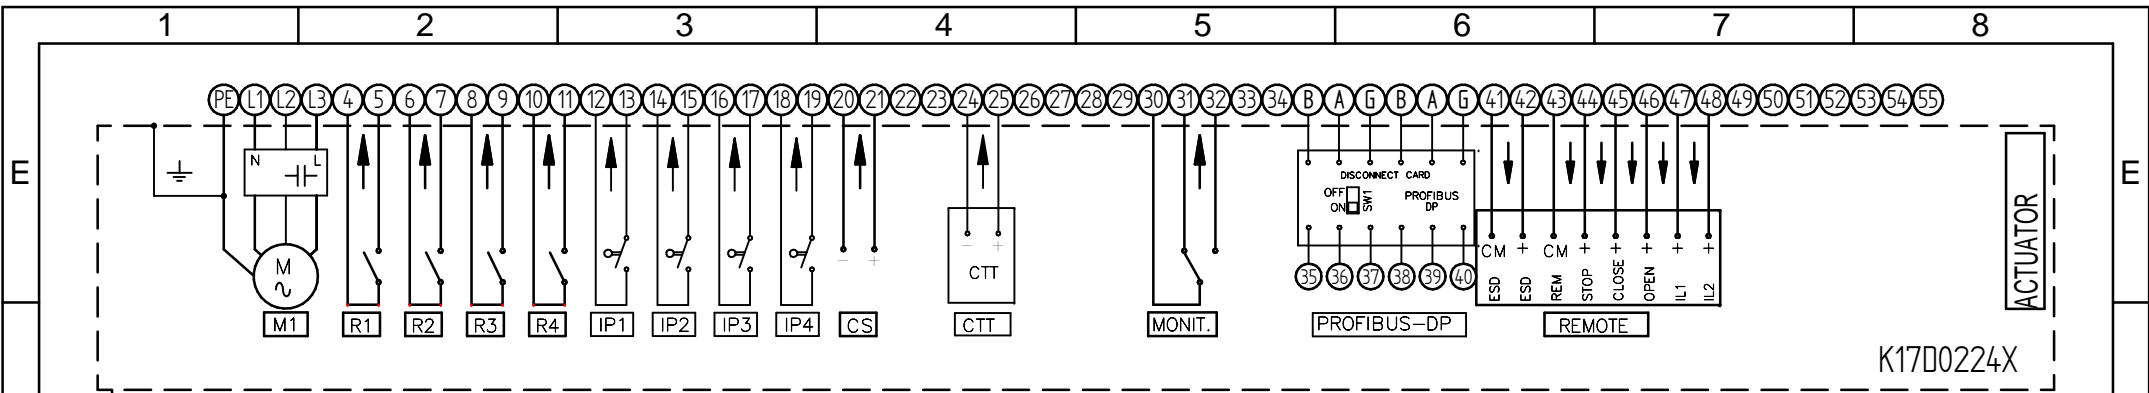 1 2 3 4 5 6 7 8
PE L1 L2 L3 4 5 6 7 8 9 10 11 12 13 14 15 16 17 18 19 20 21 22 23 24 25 26 27 28 29 30 31 32 33 34 B A G B A G 41 42 43 44 45 46 47 48 49 50 51 52 53 54 55
E E
N L
DISCONNECT CARD
OFF
ON
SW1
PROFIBUS
DP
ACTUATOR
- +
CTT
- +
M
35 36 37 38 39 40
CM + CM + + + + +
ESD ESD REM STOP CLOSE OPEN IL1 IL2
M1 R1 R2 R3 R4 IP1 IP2 IP3 IP4 CS CTT MONIT. PROFIBUS-DP REMOTE
K17D0224X